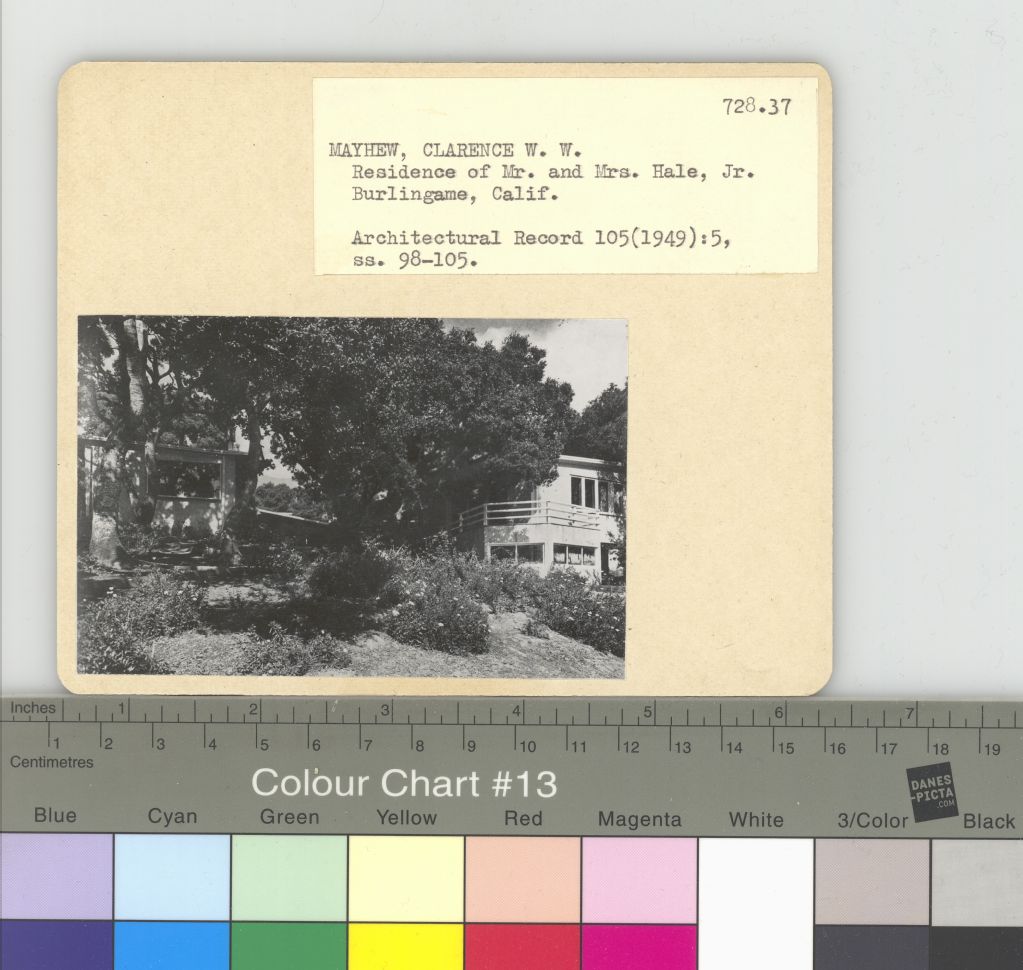 728.37
MAYHEW, CLARENCE W. W.
Residence of Mr. and Mrs. Hale, Jr.
Burlingame, Calif.
Architectural Record 105(1949):5,
ss. 98-105.
Inches 1 2 3 4 5 6 7
1 2 3 4 5 6 7 8 9 10 11 12 13 14 15 16 17 18 19
Centimetres
Colour Chart #13
DANES
-PICTA
.COM
Blue Cyan Green Yellow Red Magenta White 3/Color Black